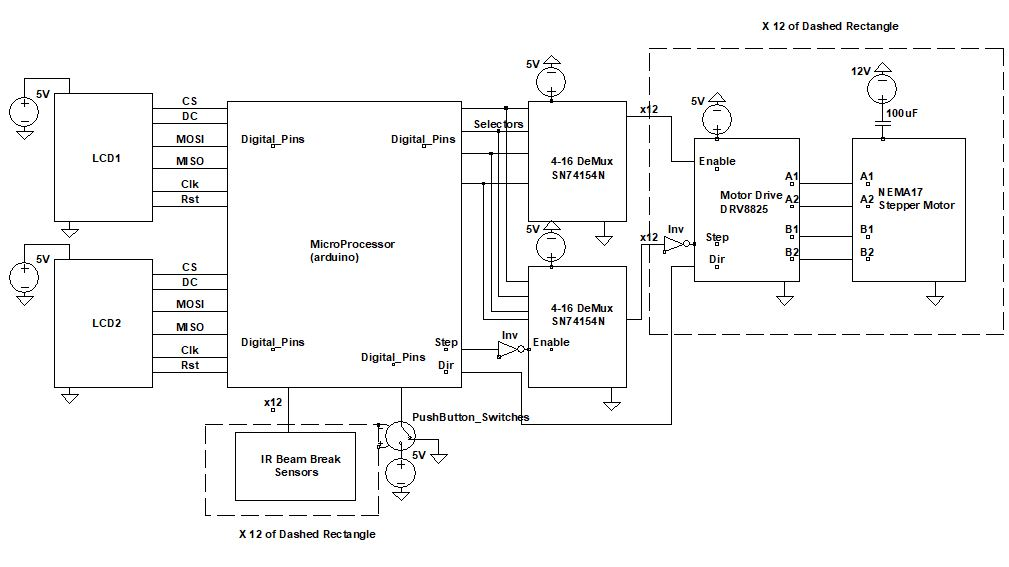 X 12 of Dashed Rectangle
5V
12V
5V
5V
100uF
CS
DC
MOSI
MISO
Clk
Rst
LCD1
Digital_Pins
Digital_Pins
Selectors
x12
4-16 DeMux
SN74154N
Enable
Motor Drive
DRV8825
A1
A2
B1
B2
A1
A2
B1
B2
NEMA17
Stepper Motor
Step
Dir
5V
x12
Inv
MicroProcessor
(arduino)
5V
CS
DC
MOSI
MISO
Clk
Rst
LCD2
4-16 DeMux
SN74154N
Digital_Pins
Step
Inv
Enable
Digital_Pins
Dir
x12
PushButton_Switches
5V
IR Beam Break
Sensors
X 12 of Dashed Rectangle